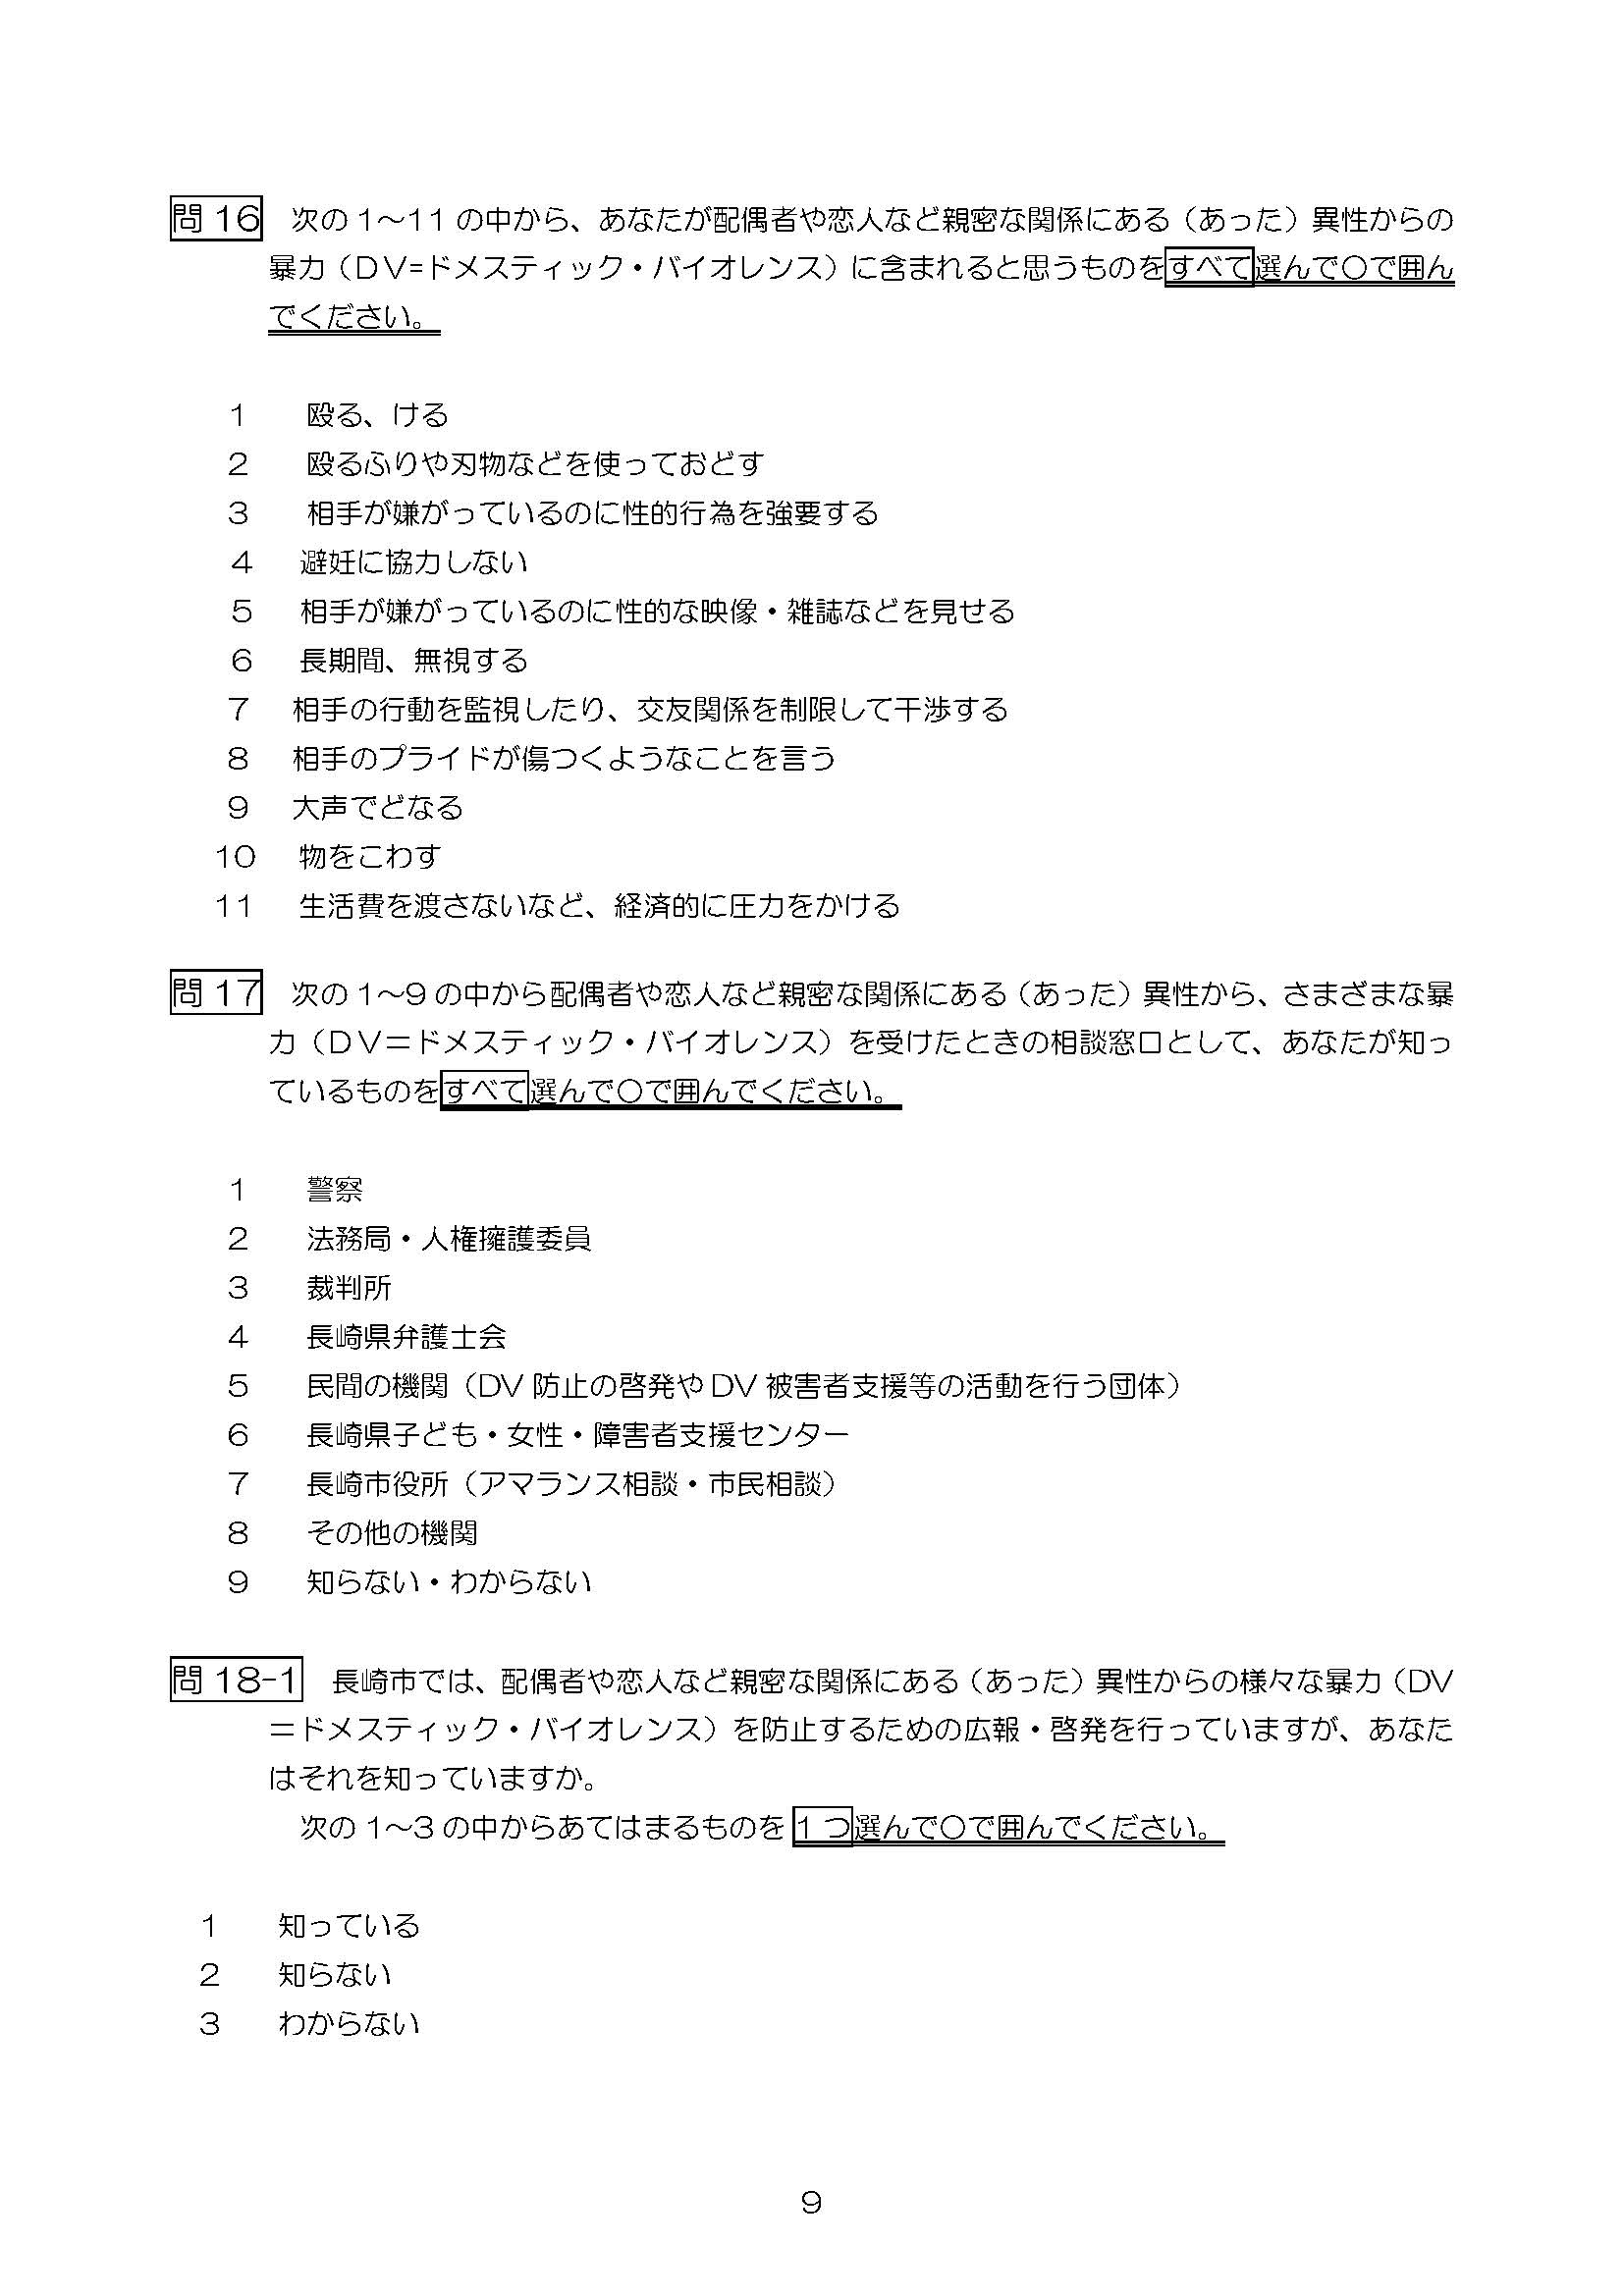 問 16　次の 1～11 の中から、あなたが配偶者や恋人など親密な関係にある（あった）異性からの
暴力（ＤＶ=ドメスティック・バイオレンス）に含まれると思うものをすべて選んで〇で囲ん
でください。
1　殴る、ける
2　殴るふりや刃物などを使っておどす
3　相手が嫌がっているのに性的行為を強要する
4　避妊に協力しない
5　相手が嫌がっているのに性的な映像・雑誌などを見せる
6　長期間、無視する
7　相手の行動を監視したり、交友関係を制限して干渉する
8　相手のプライドが傷つくようなことを言う
9　大声でどなる
10　物をこわす
11　生活費を渡さないなど、経済的に圧力をかける
問 17　次の 1～9 の中から配偶者や恋人など親密な関係にある（あった）異性から、さまざまな暴
力（ＤＶ＝ドメスティック・バイオレンス）を受けたときの相談窓口として、あなたが知っ
ているものをすべて選んで〇で囲んでください。
1　警察
2　法務局・人権擁護委員
3　裁判所
4　長崎県弁護士会
5　民間の機関（DV 防止の啓発や DV 被害者支援等の活動を行う団体）
6　長崎県子ども・女性・障害者支援センター
7　長崎市役所（アマランス相談・市民相談）
8　その他の機関
9　知らない・わからない
問 18-1　長崎市では、配偶者や恋人など親密な関係にある（あった）異性からの様々な暴力（DV
＝ドメスティック・バイオレンス）を防止するための広報・啓発を行っていますが、あなた
はそれを知っていますか。
次の 1～3 の中からあてはまるものを 1 つ選んで〇で囲んでください。
1　知っている
2　知らない
3　わからない
9